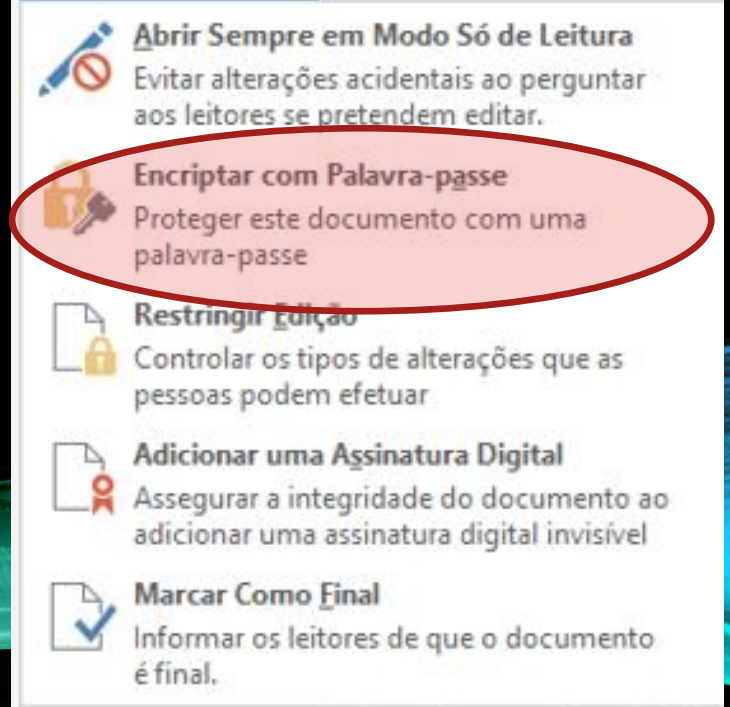 Abrir Sempre em Modo Só de Leitura
Evitar alterações acidentais ao perguntar
aos leitores se pretendem editar.
Encriptar com Palavra-passe
Proteger este documento com uma
palavra-passe
Restringir Edição
Controlar os tipos de alterações que as
pessoas podem efetuar
Adicionar uma Assinatura Digital
Assegurar a integridade do documento ao
adicionar uma assinatura digital invisível
Marcar Como Final
Informar os leitores de que o documento
é final.